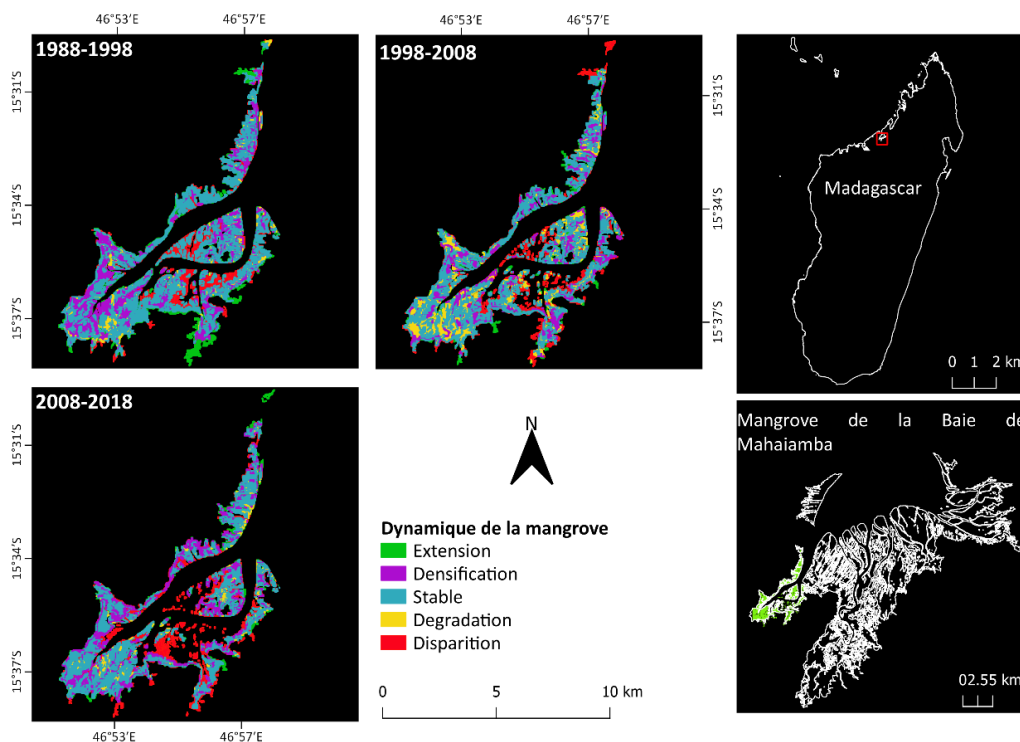 46°53'E 46°57'E 46°53'E 46°57'E
1988-1998
1998-2008
15°31'S
15°34'S
15°37'S
15°31'S
15°34'S
15°37'S
Madagascar
0 1 2 km
2008-2018
15°31'S
15°34'S
15°37'S
46°53'E 46°57'E
N
Dynamique de la mangrove
Extension
Densification
Stable
Degradation
Disparition
0 5 10 km
Mangrove de la Baie de
Mahaiamba
02.55 km